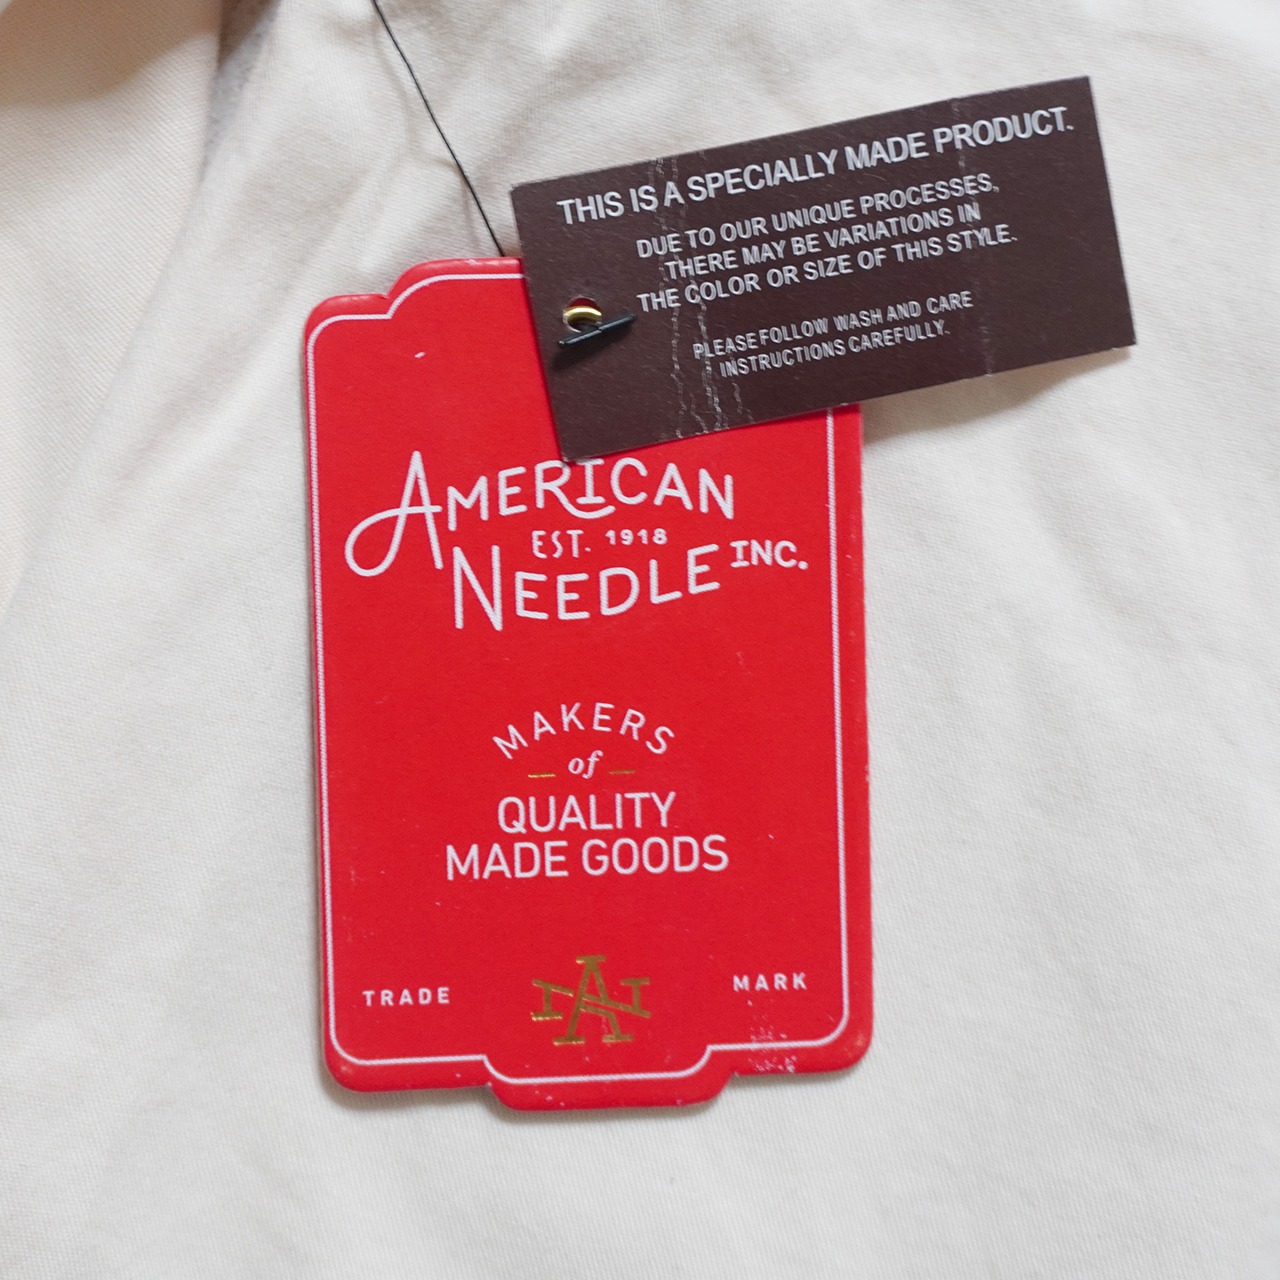 THIS IS A SPECIALLY MADE PRODUCT.
DUE TO OUR UNIQUE PROCESSES,
THERE MAY BE VARIATIONS IN
THE COLOR OR SIZE OF THIS STYLE.
PLEASE FOLLOW WASH AND CARE
INSTRUCTIONS CAREFULLY.
AMERICAN
EST. 1918
NEEDLE INC.
MAKERS
of
QUALITY
MADE GOODS
TRADE AN MARK